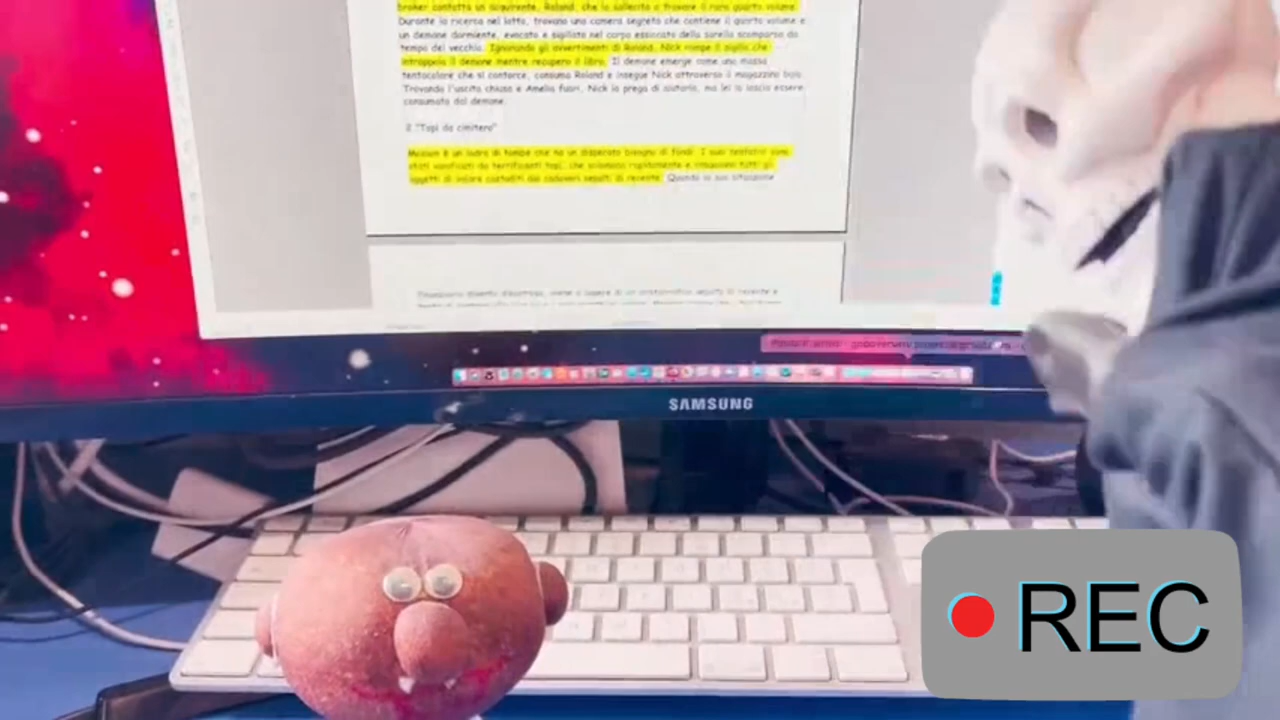 broker contatta un acquirente, Roland, che lo sollecita a trovare il raro quarto volume.
Durante la ricerca nel lotto, trovano una camera segreta che contiene il quarto volume e
un demone dormiente, evocato e sigillato nel corpo essiccato della sorella scomparsa da
tempo del vecchio. Ignorando gli avvertimenti di Roland, Nick rompe il sigillo che
intrappola il demone mentre recupera il libro. Il demone emerge come una massa
tentacolare che si contorce, consuma Roland e insegue Nick attraverso il magazzino buio.
Trovando l'uscita chiusa e Amelia fuori, Nick la prega di aiutarlo, ma lei lo lascia essere
consumato dal demone.
Il "Topi da cimitero"
Masson è un ladro di tombe che ha un disperato bisogno di fondi. I suoi tentativi sono
stati vanificati da terrificanti topi, che sciamano rapidamente e rimuovono tutti gli
oggetti di valore custoditi dai cadaveri sepolti di recente. Quando la sua situazione
SAMSUNG
REC